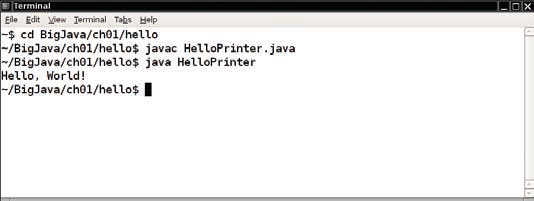 Terminal
File Edit View Terminal Tabs Help
~$ cd BigJava/ch01/hello
~/BigJava/ch01/hello$ javac HelloPrinter.java
~/BigJava/ch01/hello$ java HelloPrinter
Hello, World!
~/BigJava/ch01/hello$